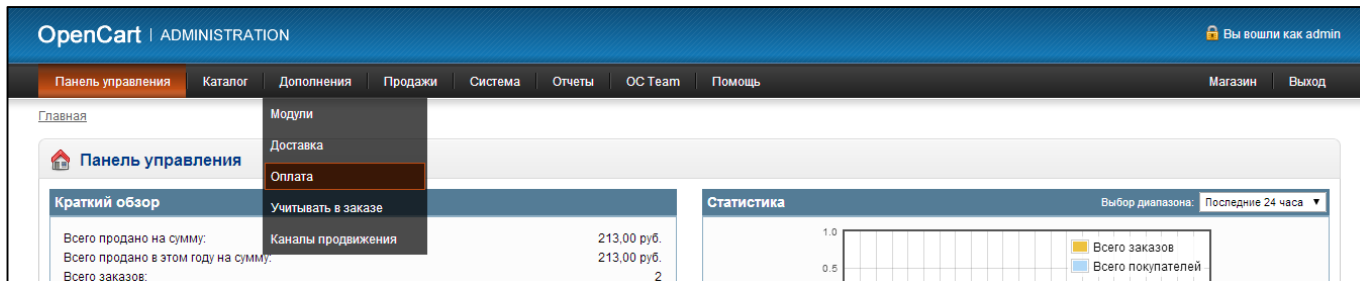 OpenCart | ADMINISTRATION Вы вошли как admin
Панель управления Каталог Дополнения Продажи Система Отчеты OC Team Помощь Магазин Выход
Главная
Модули
Доставка
Оплата
Учитывать в заказе
Каналы продвижения
Панель управления
Краткий обзор
Всего продано на сумму: 213,00 руб.
Всего продано в этом году на сумму: 213,00 руб.
Всего заказов: 2
Статистика Выбор диапазона: Последние 24 часа
1.0
0.5
Всего заказов
Всего покупателей